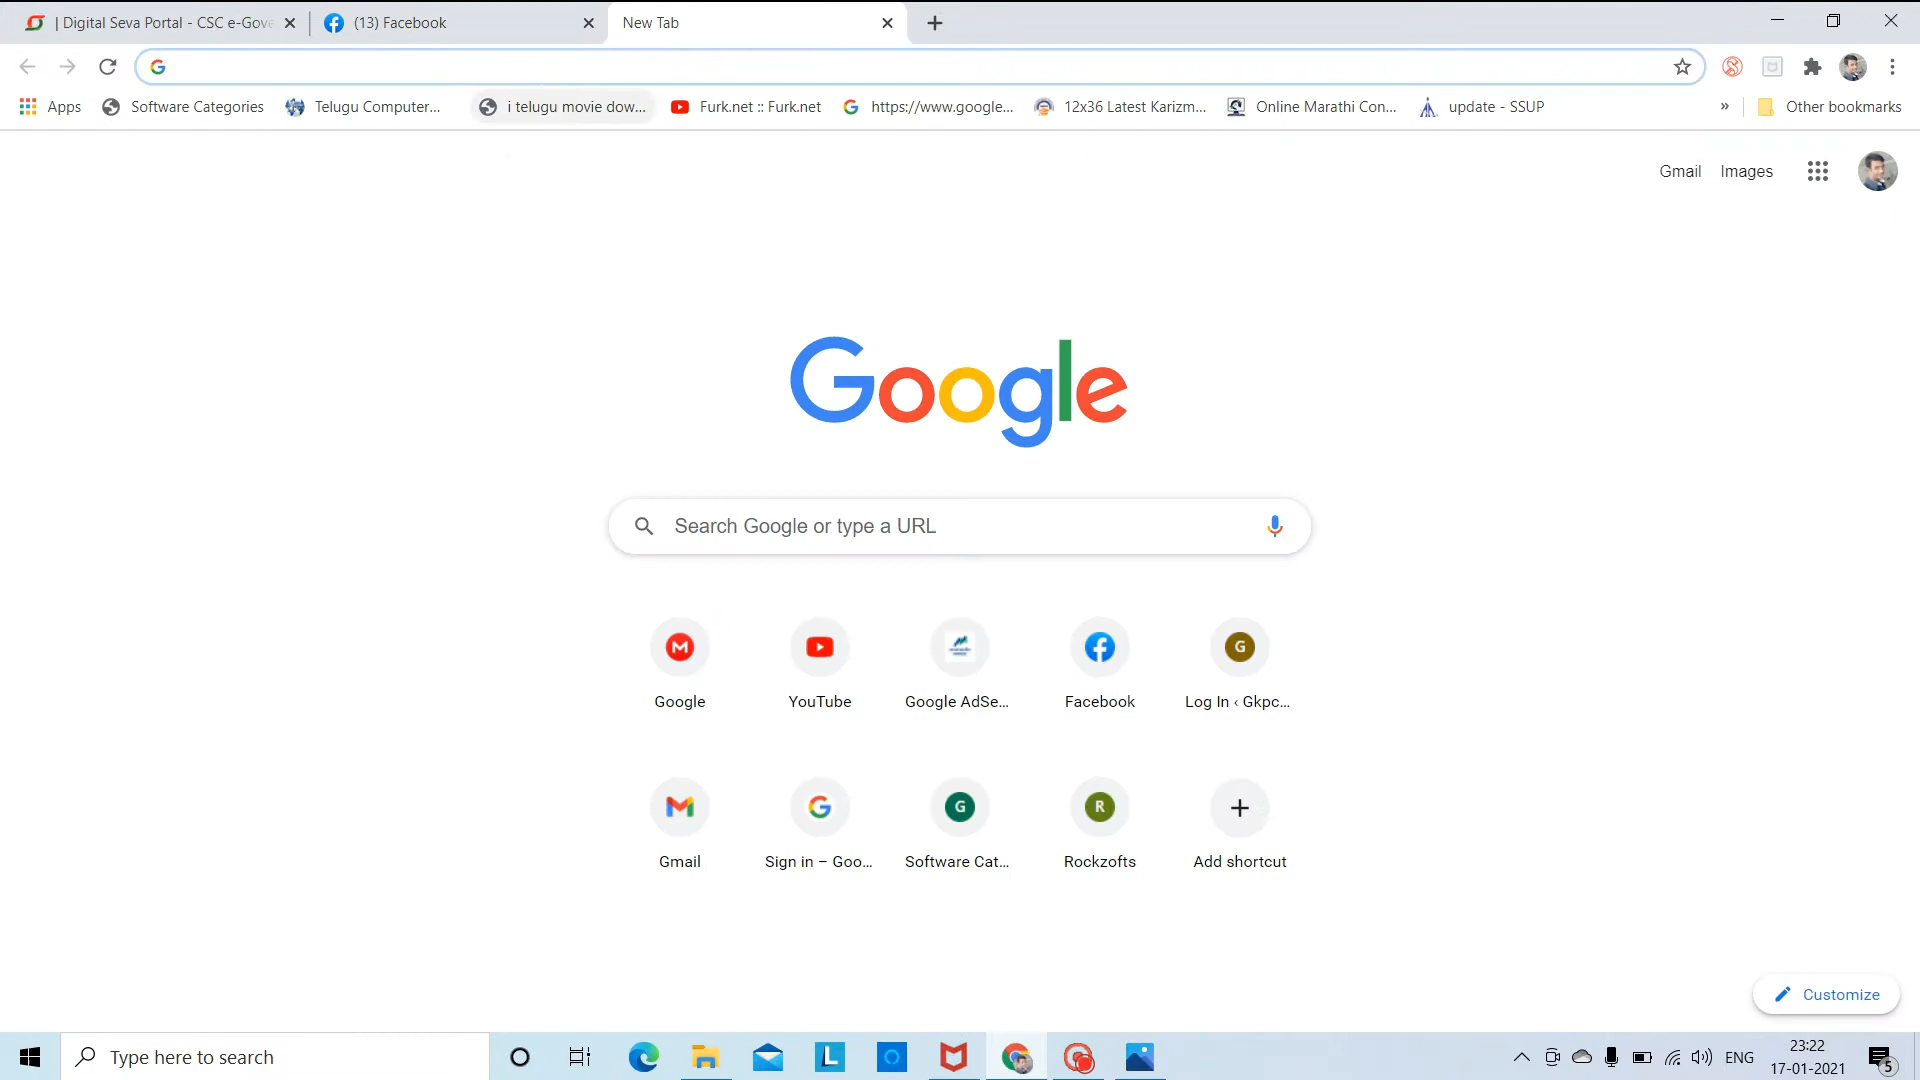 | Digital Seva Portal - CSC e-Gove
(13) Facebook
New Tab
Apps
Software Categories
Telugu Computer...
i telugu movie dow...
Furk.net :: Furk.net
https://www.google...
12x36 Latest Karizm...
Online Marathi Con...
update - SSUP
»
Other bookmarks
Gmail
Images
Google
Search Google or type a URL
Google
YouTube
Google AdSe...
Facebook
Log In ‹ Gkpc...
Gmail
Sign in – Goo...
Software Cat...
Rockzofts
Add shortcut
Customize
Type here to search
ENG
23:22
17-01-2021
5